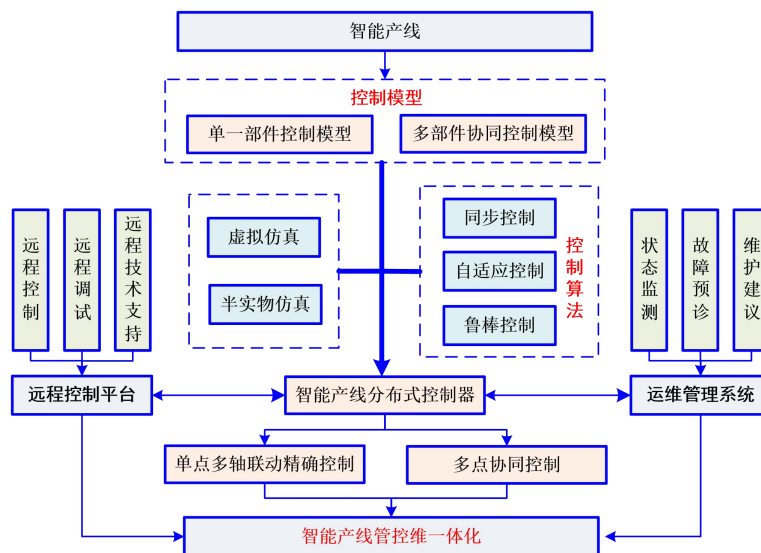 智能产线
控制模型
单一部件控制模型
多部件协同控制模型
远程控制
远程调试
远程技术支持
虚拟仿真
半实物仿真
同步控制
自适应控制
鲁棒控制
控制算法
状态监测
故障预诊
维护建议
远程控制平台
智能产线分布式控制器
运维管理系统
单点多轴联动精确控制
多点协同控制
智能产线管控维一体化